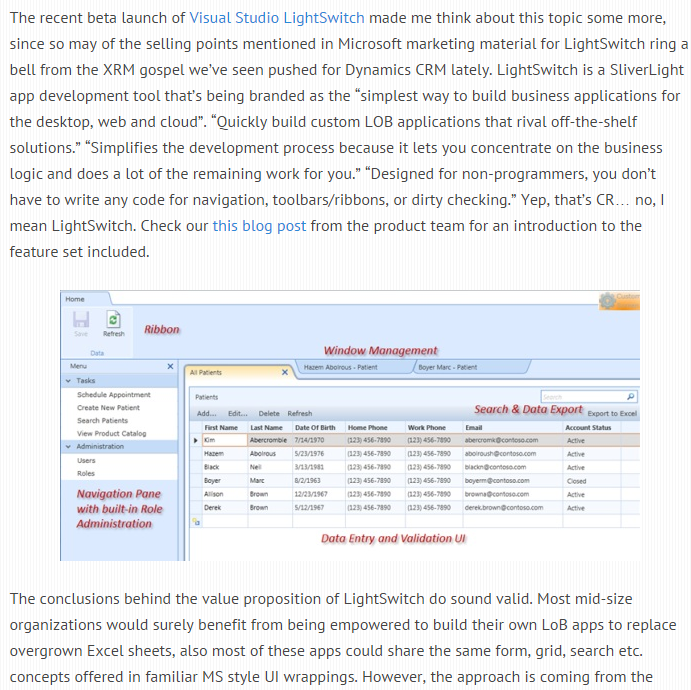 The recent beta launch of Visual Studio LightSwitch made me think about this topic some more,
since so may of the selling points mentioned in Microsoft marketing material for LightSwitch ring a
bell from the XRM gospel we’ve seen pushed for Dynamics CRM lately. LightSwitch is a SliverLight
app development tool that’s being branded as the “simplest way to build business applications for
the desktop, web and cloud”. “Quickly build custom LOB applications that rival off-the-shelf
solutions.” “Simplifies the development process because it lets you concentrate on the business
logic and does a lot of the remaining work for you.” “Designed for non-programmers, you don’t
have to write any code for navigation, toolbars/ribbons, or dirty checking.” Yep, that’s CR… no, I
mean LightSwitch. Check our this blog post from the product team for an introduction to the
feature set included.
Home
Save Refresh
Ribbon
Data
Window Management
Menu X
All Patients X Hazem Abolrous - Patient Boyer Marc - Patient
Tasks
Schedule Appointment
Create New Patient
Search Patients
View Product Catalog
Administration
Users
Roles
Navigation Pane
with built-in Role
Administration
Patients Search
Add... Edit... Delete Refresh Search & Data Export Export to Excel
First Name Last Name Date Of Birth Home Phone Work Phone Email Account Status
Kim Abercrombie 7/14/1970 (123) 456-7890 (123) 456-7890 abercromk@contoso.com Active
Hazem Abolrous 5/23/1976 (123) 456-7890 (123) 456-7890 abolroush@contoso.com Active
Black Neil 3/13/1981 (123) 456-7890 (123) 456-7890 blackn@contoso.com Active
Boyer Marc 8/2/1963 (123) 456-7890 (123) 456-7890 boyerm@contoso.com Closed
Allison Brown 12/23/1967 (123) 456-7890 (123) 456-7890 browna@contoso.com Active
Derek Brown 5/12/1967 (123) 456-7890 (123) 456-7890 derek.brown@contoso.com Active
Data Entry and Validation UI
The conclusions behind the value proposition of LightSwitch do sound valid. Most mid-size
organizations would surely benefit from being empowered to build their own LoB apps to replace
overgrown Excel sheets, also most of these apps could share the same form, grid, search etc.
concepts offered in familiar MS style UI wrappings. However, the approach is coming from the